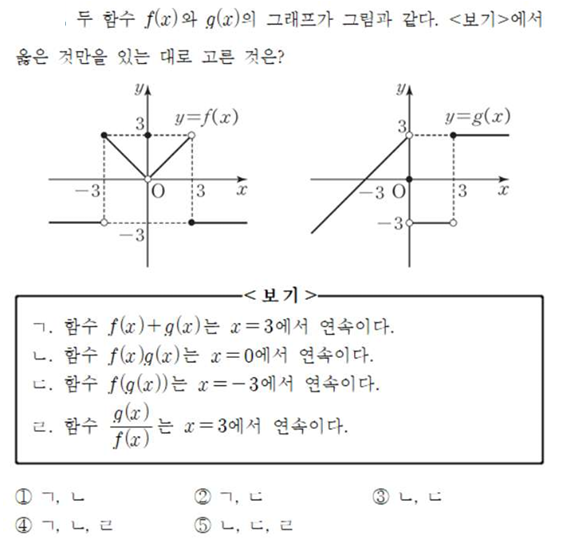 두 함수 f(x)와 g(x)의 그래프가 그림과 같다. <보기>에서
옳은 것만을 있는 대로 고른 것은?
y
3
y=f(x)
-3
O
3
x
-3
y
3
y=g(x)
-3
O
3
x
-3
<보기>
ㄱ. 함수 f(x)+g(x)는 x=3에서 연속이다.
ㄴ. 함수 f(x)g(x)는 x=0에서 연속이다.
ㄷ. 함수 f(g(x))는 x=-3에서 연속이다.
ㄹ. 함수 g(x)/f(x)는 x=3에서 연속이다.
① ㄱ, ㄴ ② ㄱ, ㄷ ③ ㄴ, ㄷ
④ ㄱ, ㄴ, ㄹ ⑤ ㄴ, ㄷ, ㄹ